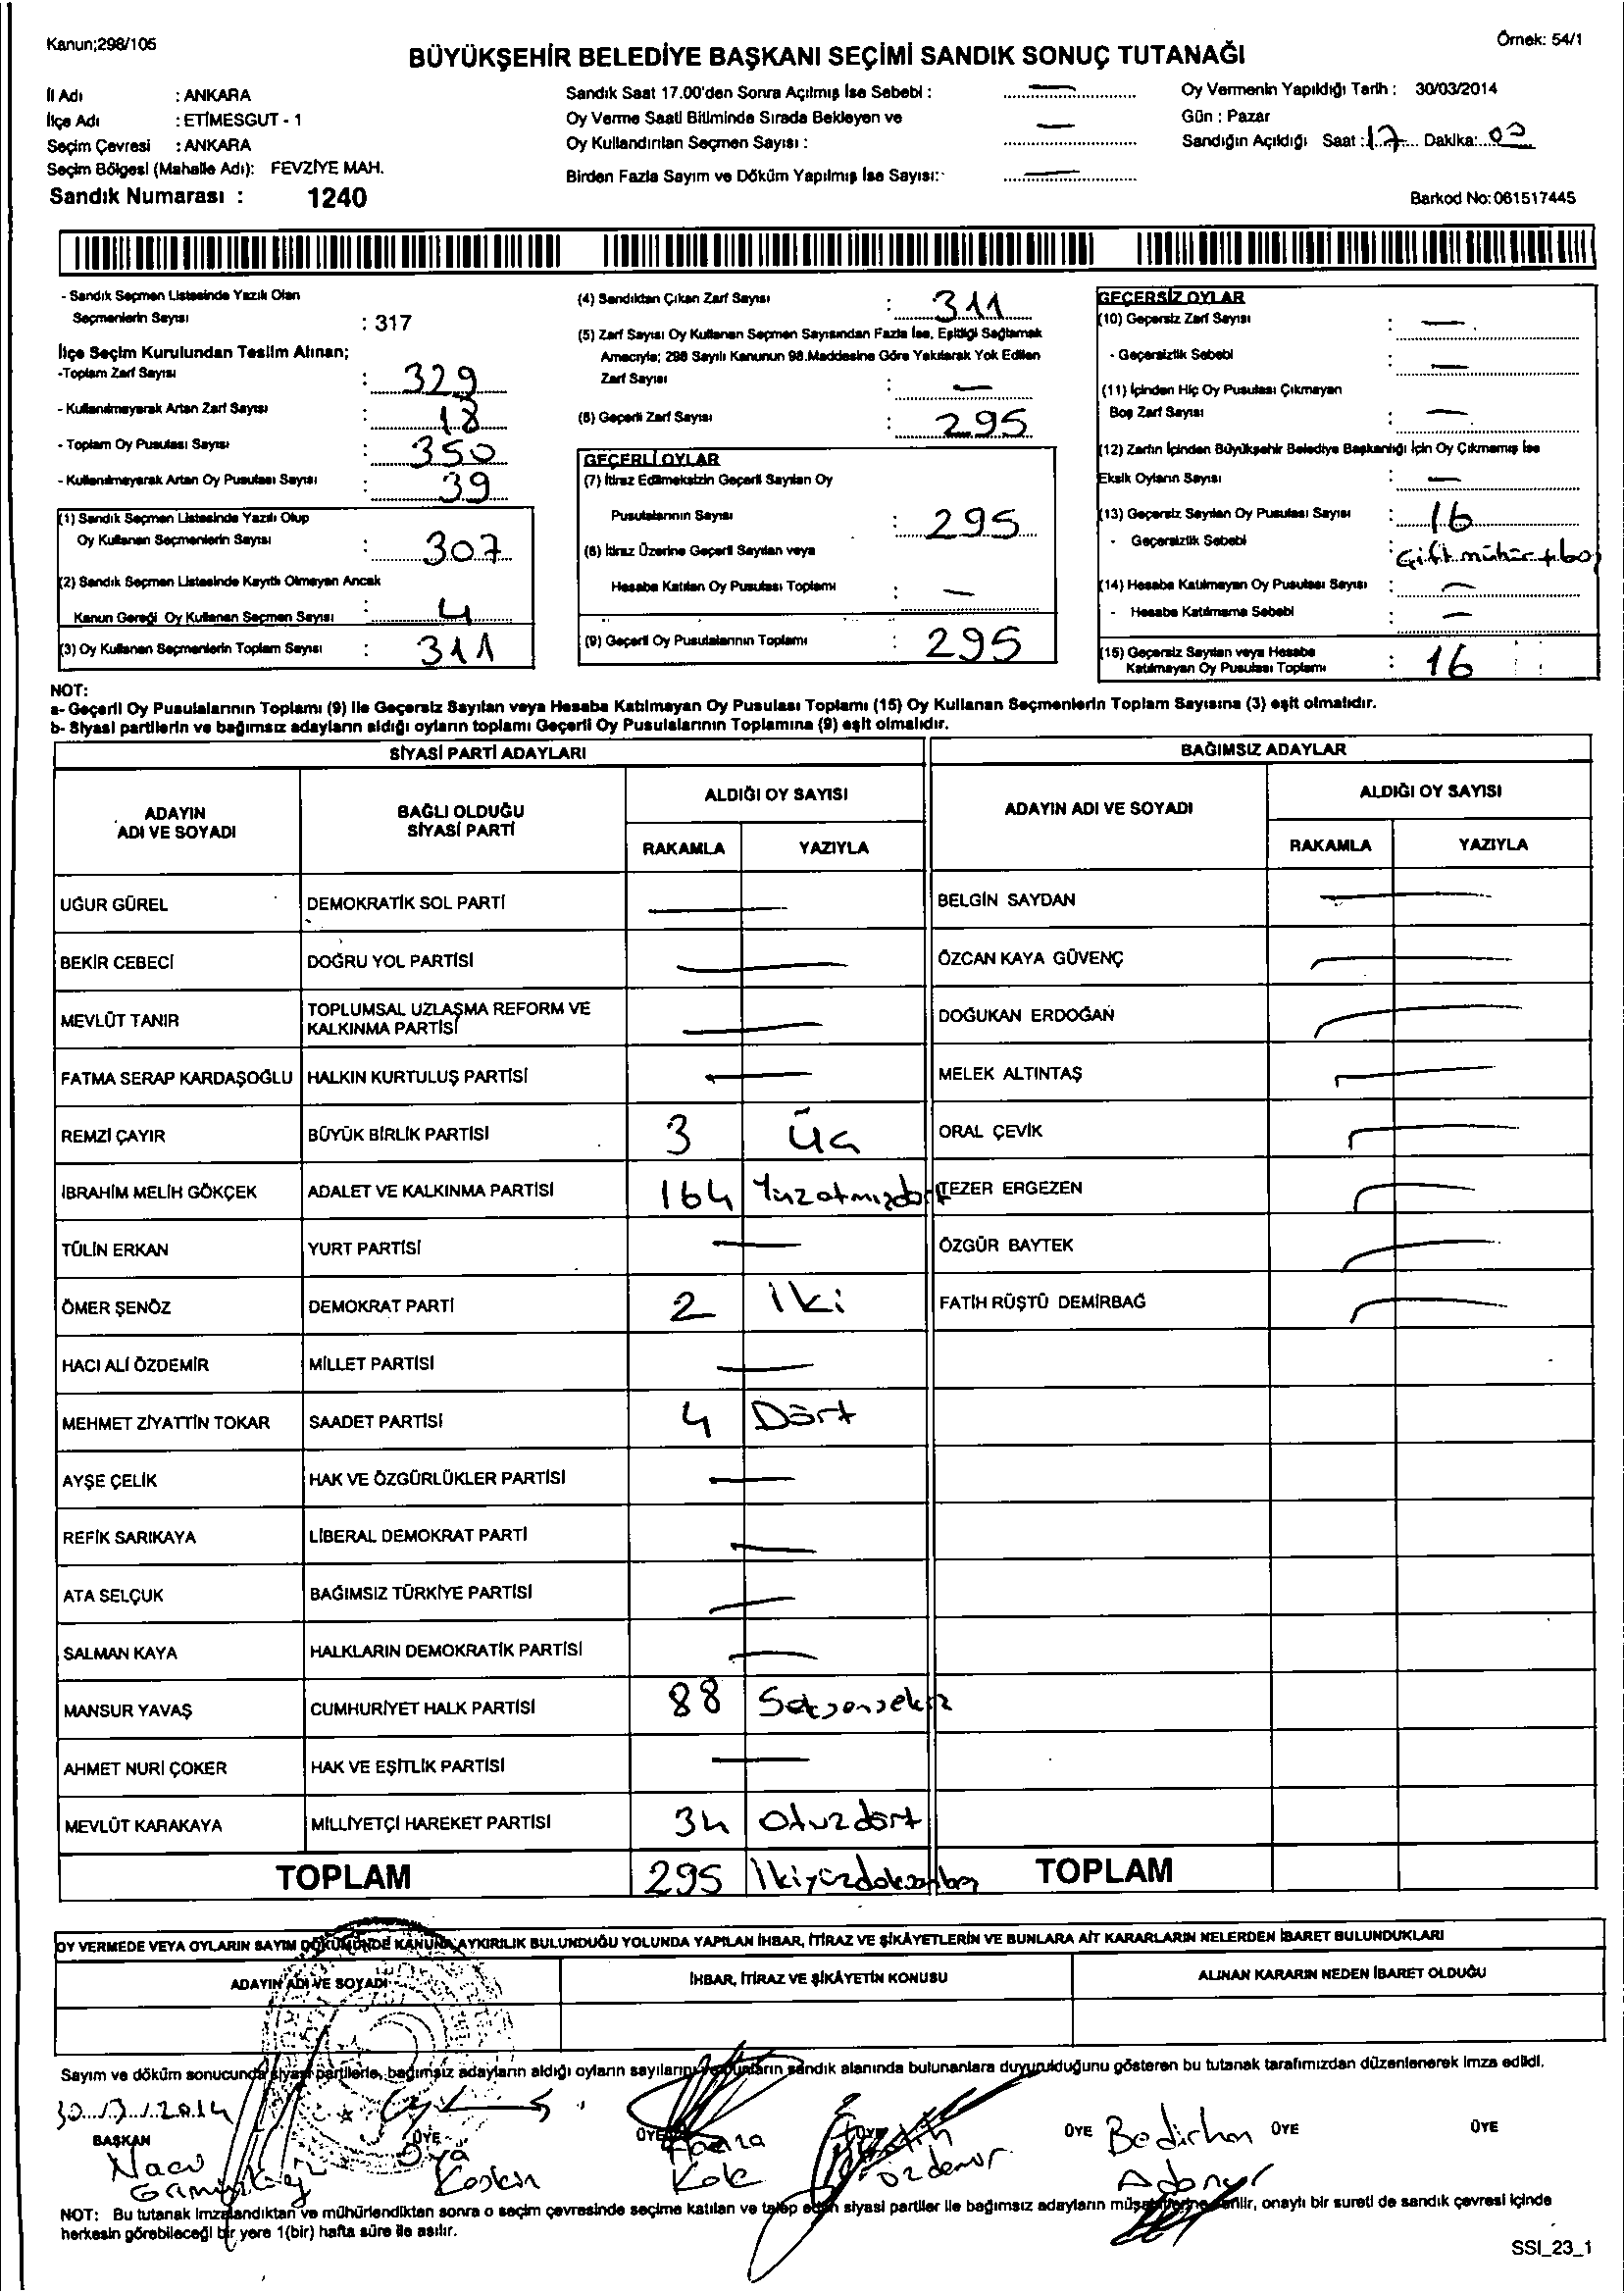 Kanun;298/105
Örnek: 54/1
BÜYÜKŞEHİR BELEDİYE BAŞKANI SEÇİMİ SANDIK SONUÇ TUTANAĞI
İl Adı : ANKARA
İlçe Adı : ETİMESGUT - 1
Seçim Çevresi : ANKARA
Seçim Bölgesi (Mahalle Adı): FEVZİYE MAH.
Sandık Numarası : 1240
Sandık Saat 17.00'den Sonra Açılmış İse Sebebi : —
Oy Verme Saati Bitiminde Sırada Bekleyen ve
Oy Kullandırılan Seçmen Sayısı : —
Birden Fazla Sayım ve Döküm Yapılmış İse Sayısı: —
Oy Vermenin Yapıldığı Tarih : 30/03/2014
Gün : Pazar
Sandığın Açıldığı Saat : 17 Dakika:
Barkod No:061517445
- Sandık Seçmen Listesinde Yazılı Olan
Seçmenlerin Sayısı : 317
İlçe Seçim Kurulundan Teslim Alınan;
-Toplam Zarf Sayısı : 329
- Kullanılmayarak Artan Zarf Sayısı : 18
- Toplam Oy Pusulası Sayısı : 350
- Kullanılmayarak Artan Oy Pusulası Sayısı : 39
(1) Sandık Seçmen Listesinde Yazılı Olup
Oy Kullanan Seçmenlerin Sayısı : 307
(2) Sandık Seçmen Listesinde Kayıtlı Olmayan Ancak
Kanun Gereği Oy Kullanan Seçmen Sayısı : 4
(3) Oy Kullanan Seçmenlerin Toplam Sayısı : 311
(4) Sandıktan Çıkan Zarf Sayısı : 311
(5) Zarf Sayısı Oy Kullanan Seçmen Sayısından Fazla İse, Eşitliği Sağlamak
Amacıyla; 298 Sayılı Kanunun 98.Maddesine Göre Yakılarak Yok Edilen
Zarf Sayısı : —
(6) Geçerli Zarf Sayısı : 295
GEÇERLİ OYLAR
(7) İtiraz Edilmeksizin Geçerli Sayılan Oy
Pusulalarının Sayısı : 295
(8) İtiraz Üzerine Geçerli Sayılan veya
Hesaba Katılan Oy Pusulası Toplamı : —
(9) Geçerli Oy Pusulalarının Toplamı : 295
GEÇERSİZ OYLAR
(10) Geçersiz Zarf Sayısı : —
- Geçersizlik Sebebi : —
(11) İçinden Hiç Oy Pusulası Çıkmayan
Boş Zarf Sayısı : —
(12) Zarfın İçinden Büyükşehir Belediye Başkanlığı İçin Oy Çıkmamış İse
Eksik Oyların Sayısı : —
(13) Geçersiz Sayılan Oy Pusulası Sayısı : 16
- Geçersizlik Sebebi : Çift mühür + boş
(14) Hesaba Katılmayan Oy Pusulası Sayısı : —
- Hesaba Katılmama Sebebi : —
(15) Geçersiz Sayılan veya Hesaba
Katılmayan Oy Pusulası Toplamı : 16
NOT:
a- Geçerli Oy Pusulalarının Toplamı (9) ile Geçersiz Sayılan veya Hesaba Katılmayan Oy Pusulası Toplamı (15) Oy Kullanan Seçmenlerin Toplam Sayısına (3) eşit olmalıdır.
b- Siyasi partilerin ve bağımsız adayların aldığı oyların toplamı Geçerli Oy Pusulalarının Toplamına (9) eşit olmalıdır.
SİYASİ PARTİ ADAYLARI
ADAYIN ADI VE SOYADI
BAĞLI OLDUĞU SİYASİ PARTİ
ALDIĞI OY SAYISI
RAKAMLA YAZIYLA
UĞUR GÜREL DEMOKRATİK SOL PARTİ —
BEKİR CEBECİ DOĞRU YOL PARTİSİ —
MEVLÜT TANIR TOPLUMSAL UZLAŞMA REFORM VE KALKINMA PARTİSİ —
FATMA SERAP KARDAŞOĞLU HALKIN KURTULUŞ PARTİSİ —
REMZİ ÇAYIR BÜYÜK BİRLİK PARTİSİ 3 Üç
İBRAHİM MELİH GÖKÇEK ADALET VE KALKINMA PARTİSİ 164 Yüzatmışdört
TÜLİN ERKAN YURT PARTİSİ —
ÖMER ŞENÖZ DEMOKRAT PARTİ 2 İki
HACI ALİ ÖZDEMİR MİLLET PARTİSİ —
MEHMET ZİYATTİN TOKAR SAADET PARTİSİ 4 Dört
AYŞE ÇELİK HAK VE ÖZGÜRLÜKLER PARTİSİ —
REFİK SARIKAYA LİBERAL DEMOKRAT PARTİ —
ATA SELÇUK BAĞIMSIZ TÜRKİYE PARTİSİ —
SALMAN KAYA HALKLARIN DEMOKRATİK PARTİSİ —
MANSUR YAVAŞ CUMHURİYET HALK PARTİSİ 88 Seksensekiz
AHMET NURİ ÇOKER HAK VE EŞİTLİK PARTİSİ —
MEVLÜT KARAKAYA MİLLİYETÇİ HAREKET PARTİSİ 34 Otuzdört
TOPLAM 295 İkiyüzdoksanbeş
BAĞIMSIZ ADAYLAR
ADAYIN ADI VE SOYADI
ALDIĞI OY SAYISI
RAKAMLA YAZIYLA
BELGİN SAYDAN —
ÖZCAN KAYA GÜVENÇ —
DOĞUKAN ERDOĞAN —
MELEK ALTINTAŞ —
ORAL ÇEVİK —
TEZER ERGEZEN —
ÖZGÜR BAYTEK —
FATİH RÜŞTÜ DEMİRBAĞ —
TOPLAM
OY VERMEDE VEYA OYLARIN SAYIM DÖKÜMÜNDE KANUNA AYKIRILIK BULUNDUĞU YOLUNDA YAPILAN İHBAR, İTİRAZ VE ŞİKÂYETLERİN VE BUNLARA AİT KARARLARIN NELERDEN İBARET BULUNDUKLARI
ADAYIN ADI VE SOYADI
İHBAR, İTİRAZ VE ŞİKÂYETİN KONUSU
ALINAN KARARIN NEDEN İBARET OLDUĞU
Sayım ve döküm sonucunda siyasi partilerle, bağımsız adayların aldığı oyların sayılarını ve bunların sandık alanında bulunanlara duyurulduğunu gösteren bu tutanak tarafımızdan düzenlenerek imza edildi.
30/3/2014
BAŞKAN ÜYE ÜYE ÜYE ÜYE ÜYE ÜYE
Naci
Oya Keskin
Hamza Kök
Fatih Özdemir
Bedirhan
NOT: Bu tutanak imzalandıktan ve mühürlendikten sonra o seçim çevresinde seçime katılan ve talep eden siyasi partiler ile bağımsız adayların müşahitlerine verilir, onaylı bir sureti de sandık çevresi içinde
herkesin görebileceği bir yere 1(bir) hafta süre ile asılır.
SSI_23_1